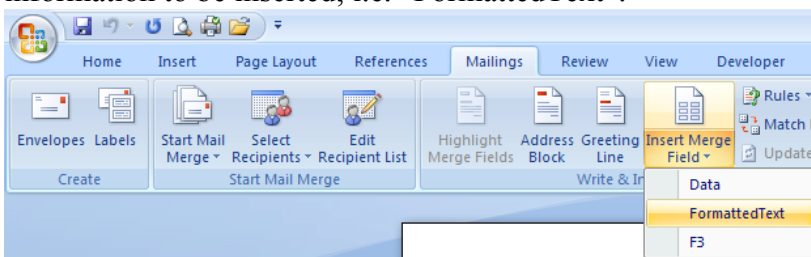 information to be inserted, i.e. "FormattedText".
Home Insert Page Layout References Mailings Review View Developer
Envelopes Labels Start Mail Merge Select Recipients Edit Recipient List Highlight Merge Fields Address Block Greeting Line Insert Merge Field Rules
Match
Update
Create Start Mail Merge Write &
Data
FormattedText
F3